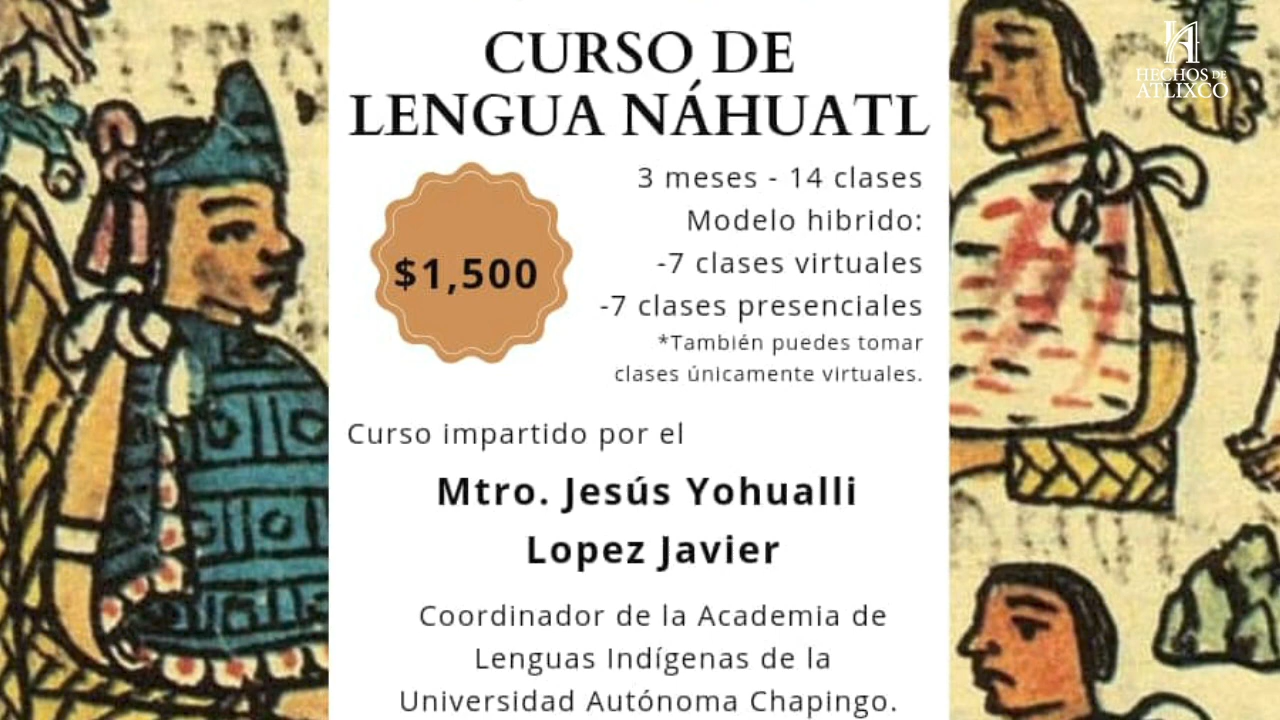 CURSO DE
LENGUA NÁHUATL
$1,500
3 meses - 14 clases
Modelo hibrido:
-7 clases virtuales
-7 clases presenciales
*También puedes tomar
clases únicamente virtuales.
Curso impartido por el
Mtro. Jesús Yohualli
Lopez Javier
Coordinador de la Academia de
Lenguas Indígenas de la
Universidad Autónoma Chapingo.
HECHOS DE
ATLIXCO